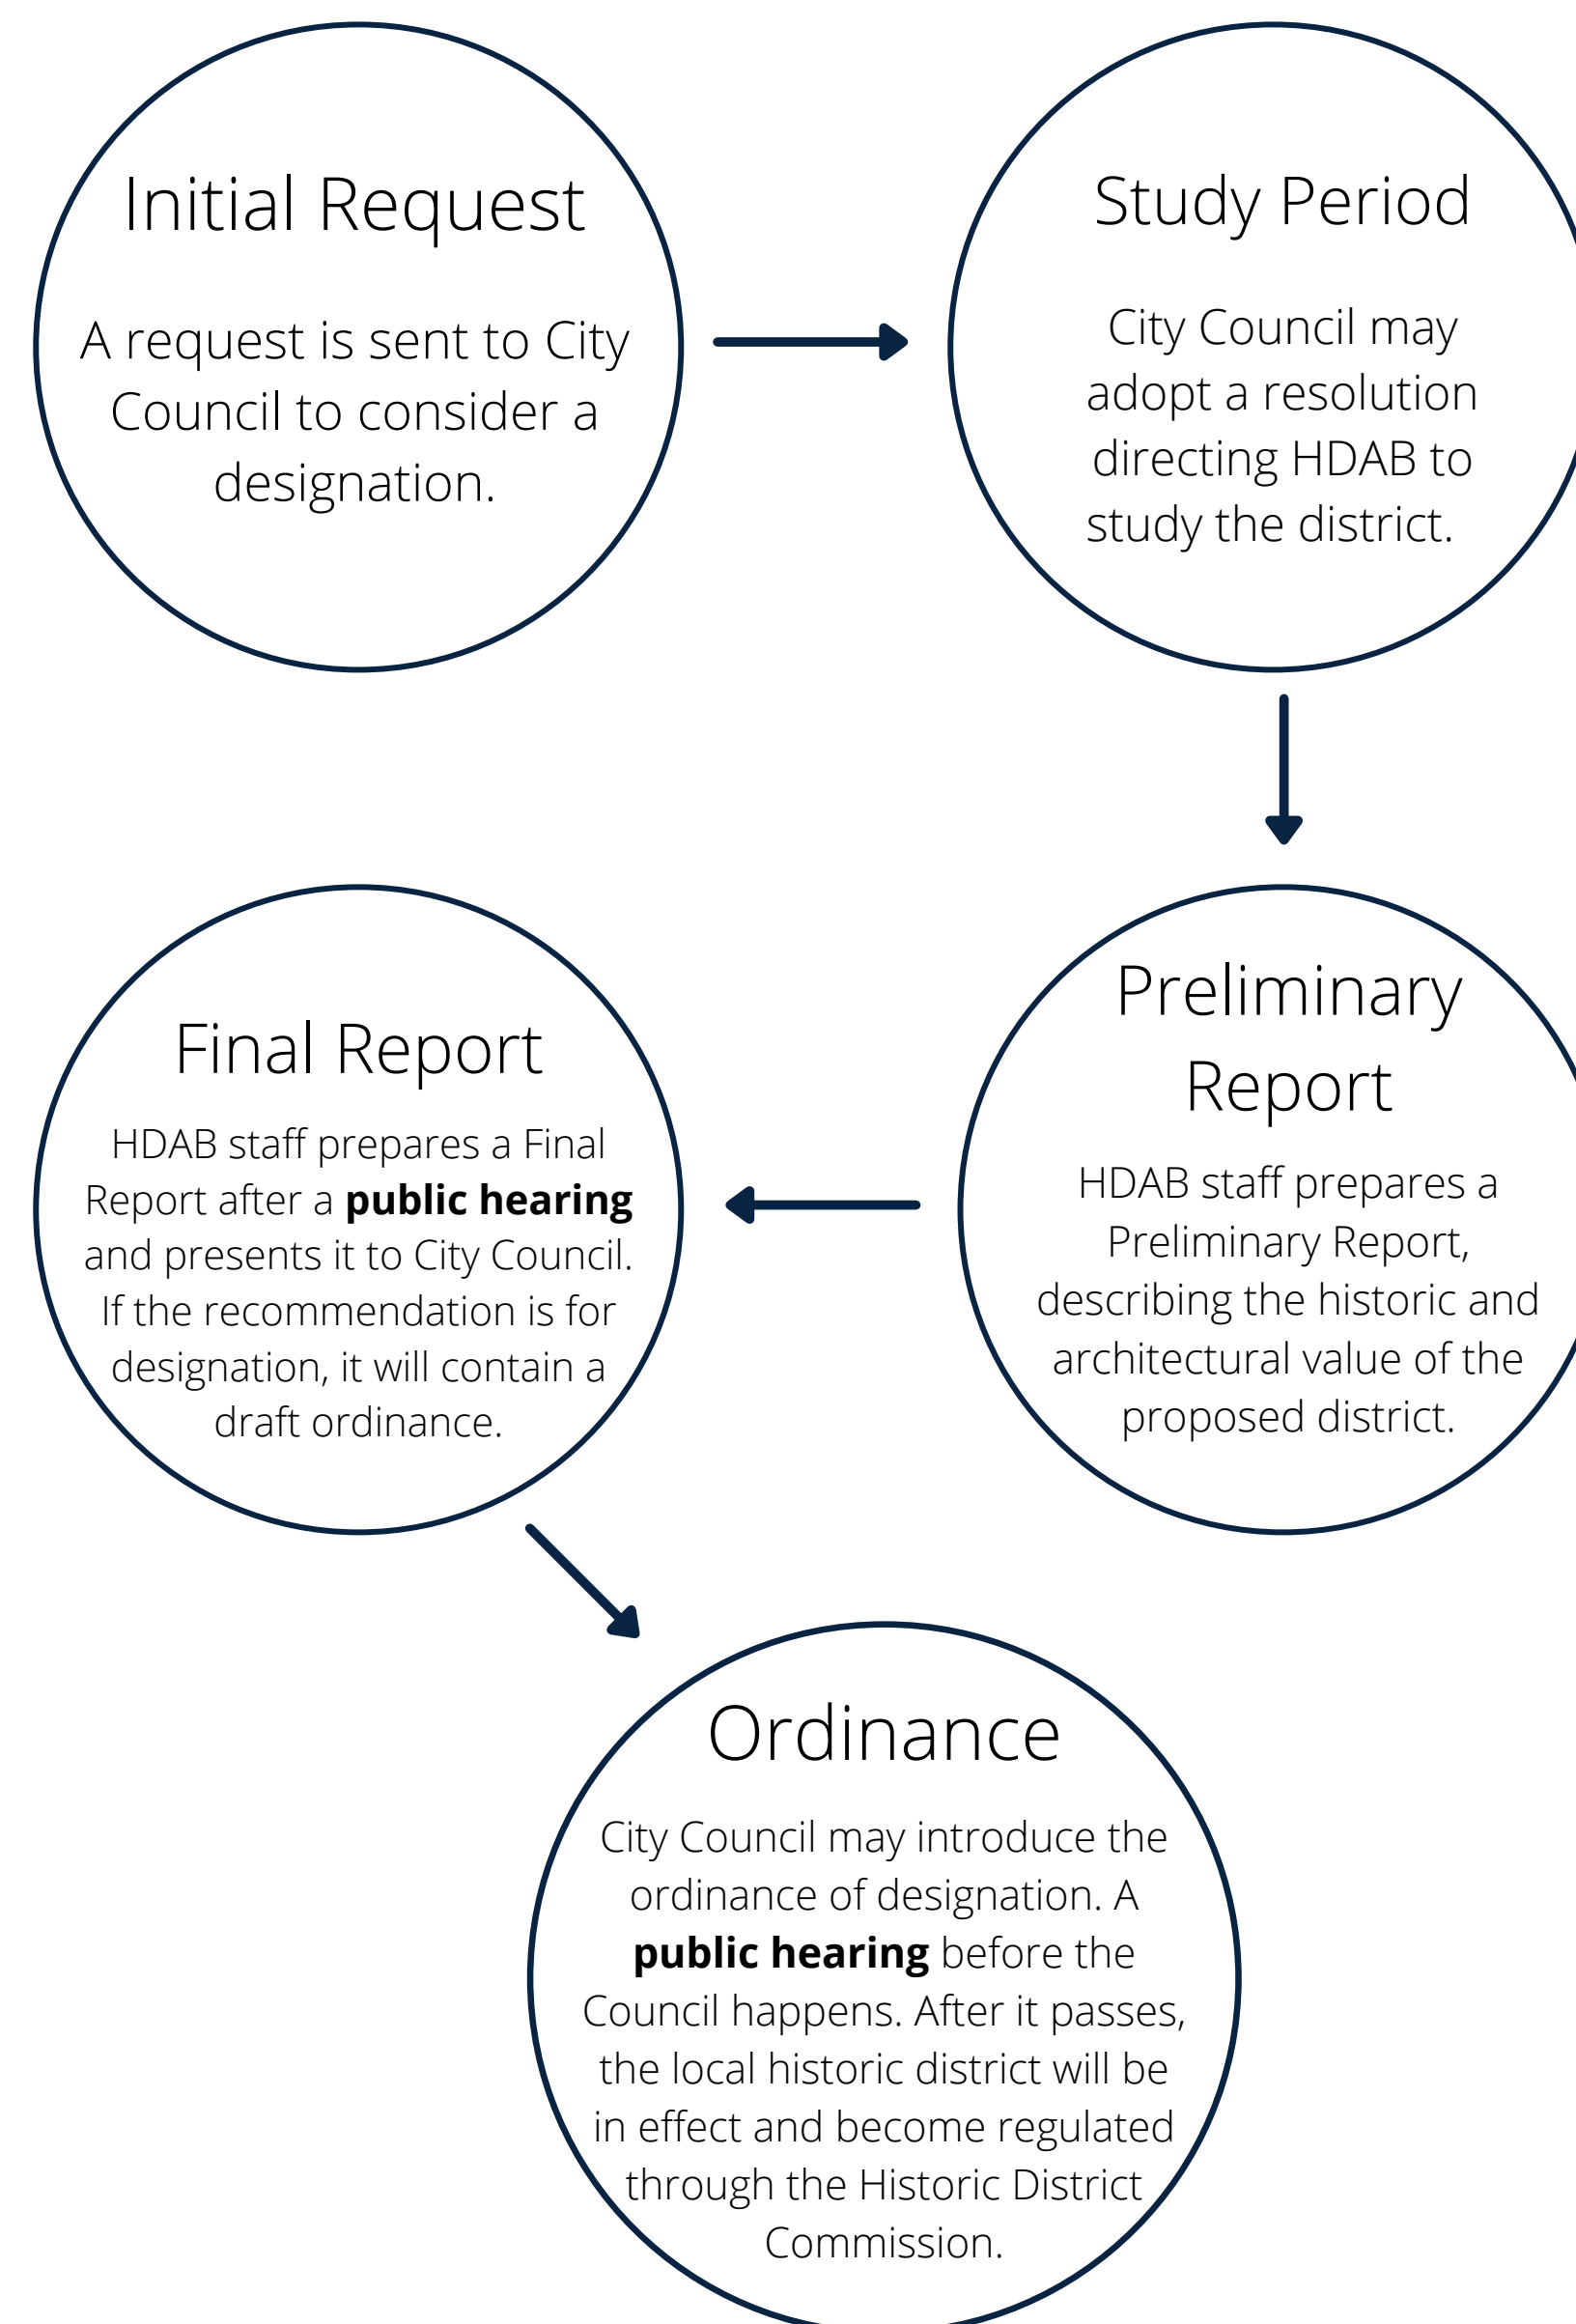 Initial Request
A request is sent to City
Council to consider a
designation.
Study Period
City Council may
adopt a resolution
directing HDAB to
study the district.
Preliminary
Report
HDAB staff prepares a
Preliminary Report,
describing the historic and
architectural value of the
proposed district.
Final Report
HDAB staff prepares a Final
Report after a public hearing
and presents it to City Council.
If the recommendation is for
designation, it will contain a
draft ordinance.
Ordinance
City Council may introduce the
ordinance of designation. A
public hearing before the
Council happens. After it passes,
the local historic district will be
in effect and become regulated
through the Historic District
Commission.